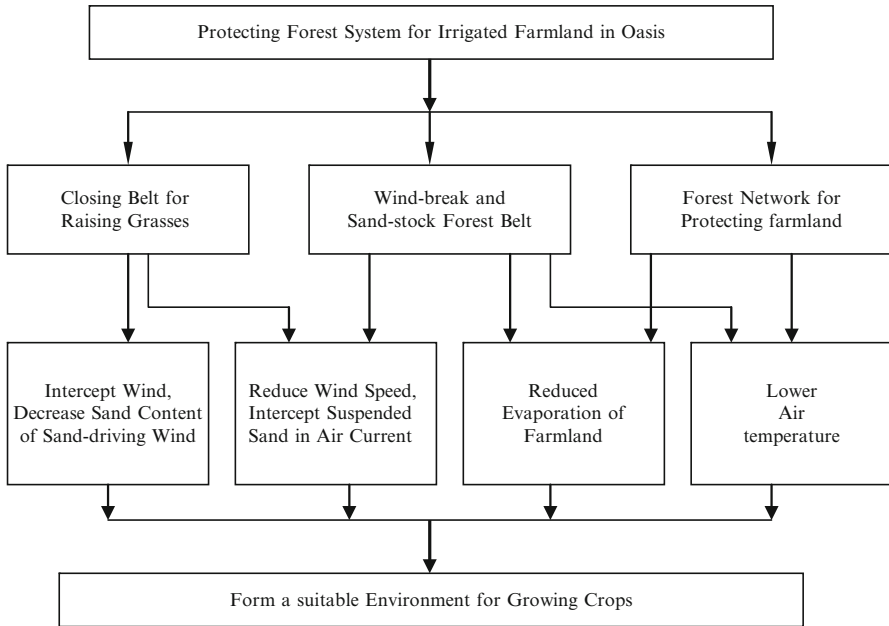 Protecting Forest System for Irrigated Farmland in Oasis
Closing Belt for
Raising Grasses
Wind-break and
Sand-stock Forest Belt
Forest Network for
Protecting farmland
Intercept Wind,
Decrease Sand Content
of Sand-driving Wind
Reduce Wind Speed,
Intercept Suspended
Sand in Air Current
Reduced
Evaporation of
Farmland
Lower
Air
temperature
Form a suitable Environment for Growing Crops